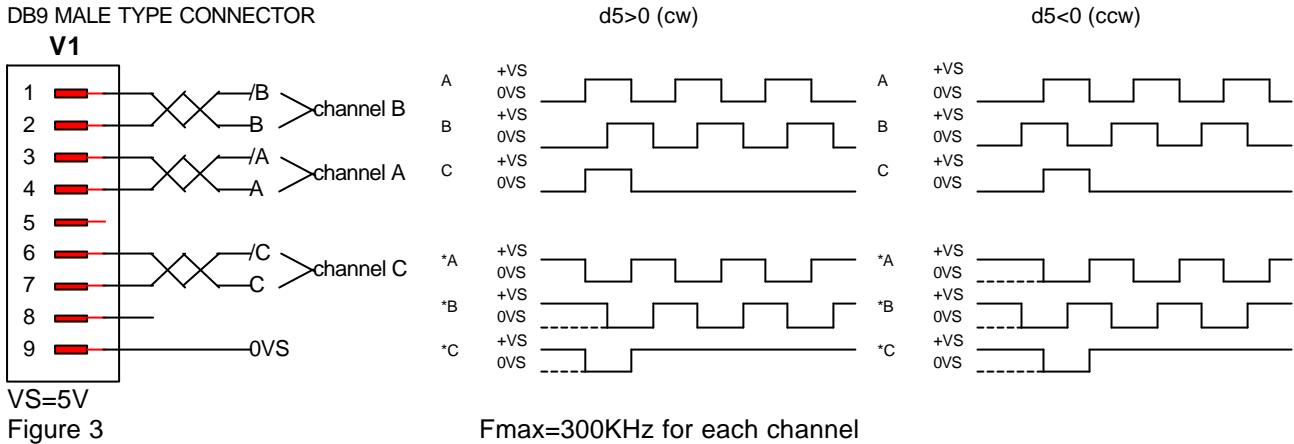 DB9 MALE TYPE CONNECTOR
V1
1
2
3
4
5
6
7
8
9
/B
B
channel B
/A
A
channel A
/C
C
channel C
0VS
VS=5V
Figure 3
d5>0 (cw)
A +VS
0VS
B +VS
0VS
C +VS
0VS
*A +VS
0VS
*B +VS
0VS
*C +VS
0VS
d5<0 (ccw)
A +VS
0VS
B +VS
0VS
C +VS
0VS
*A +VS
0VS
*B +VS
0VS
*C +VS
0VS
Fmax=300KHz for each channel